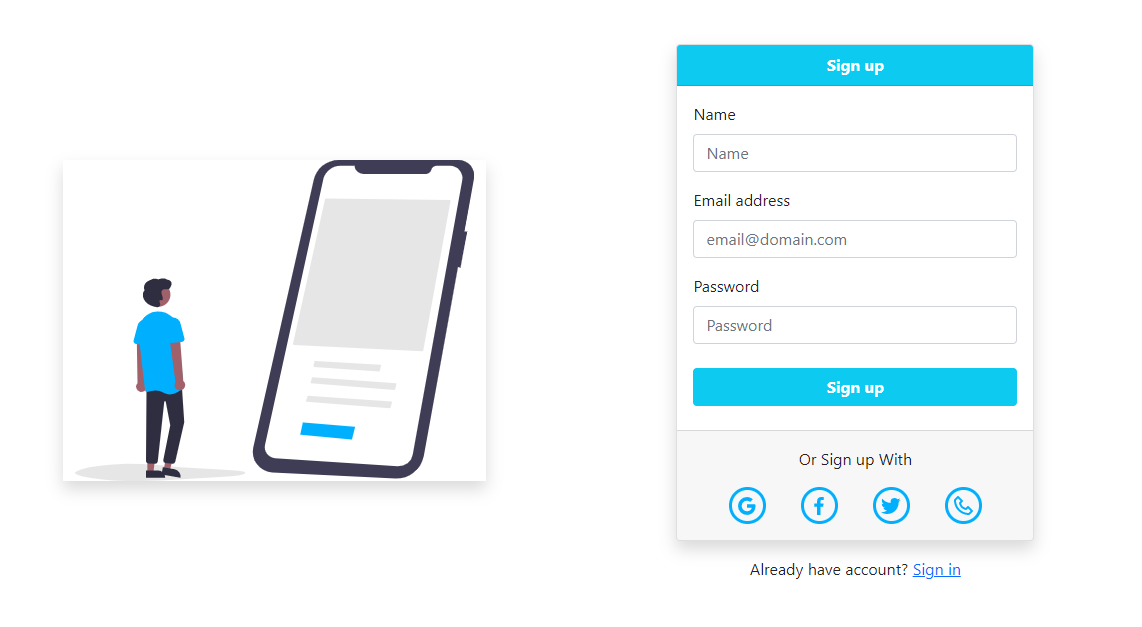 Sign up
Name
Name
Email address
email@domain.com
Password
Password
Sign up
Or Sign up With
Already have account? Sign in